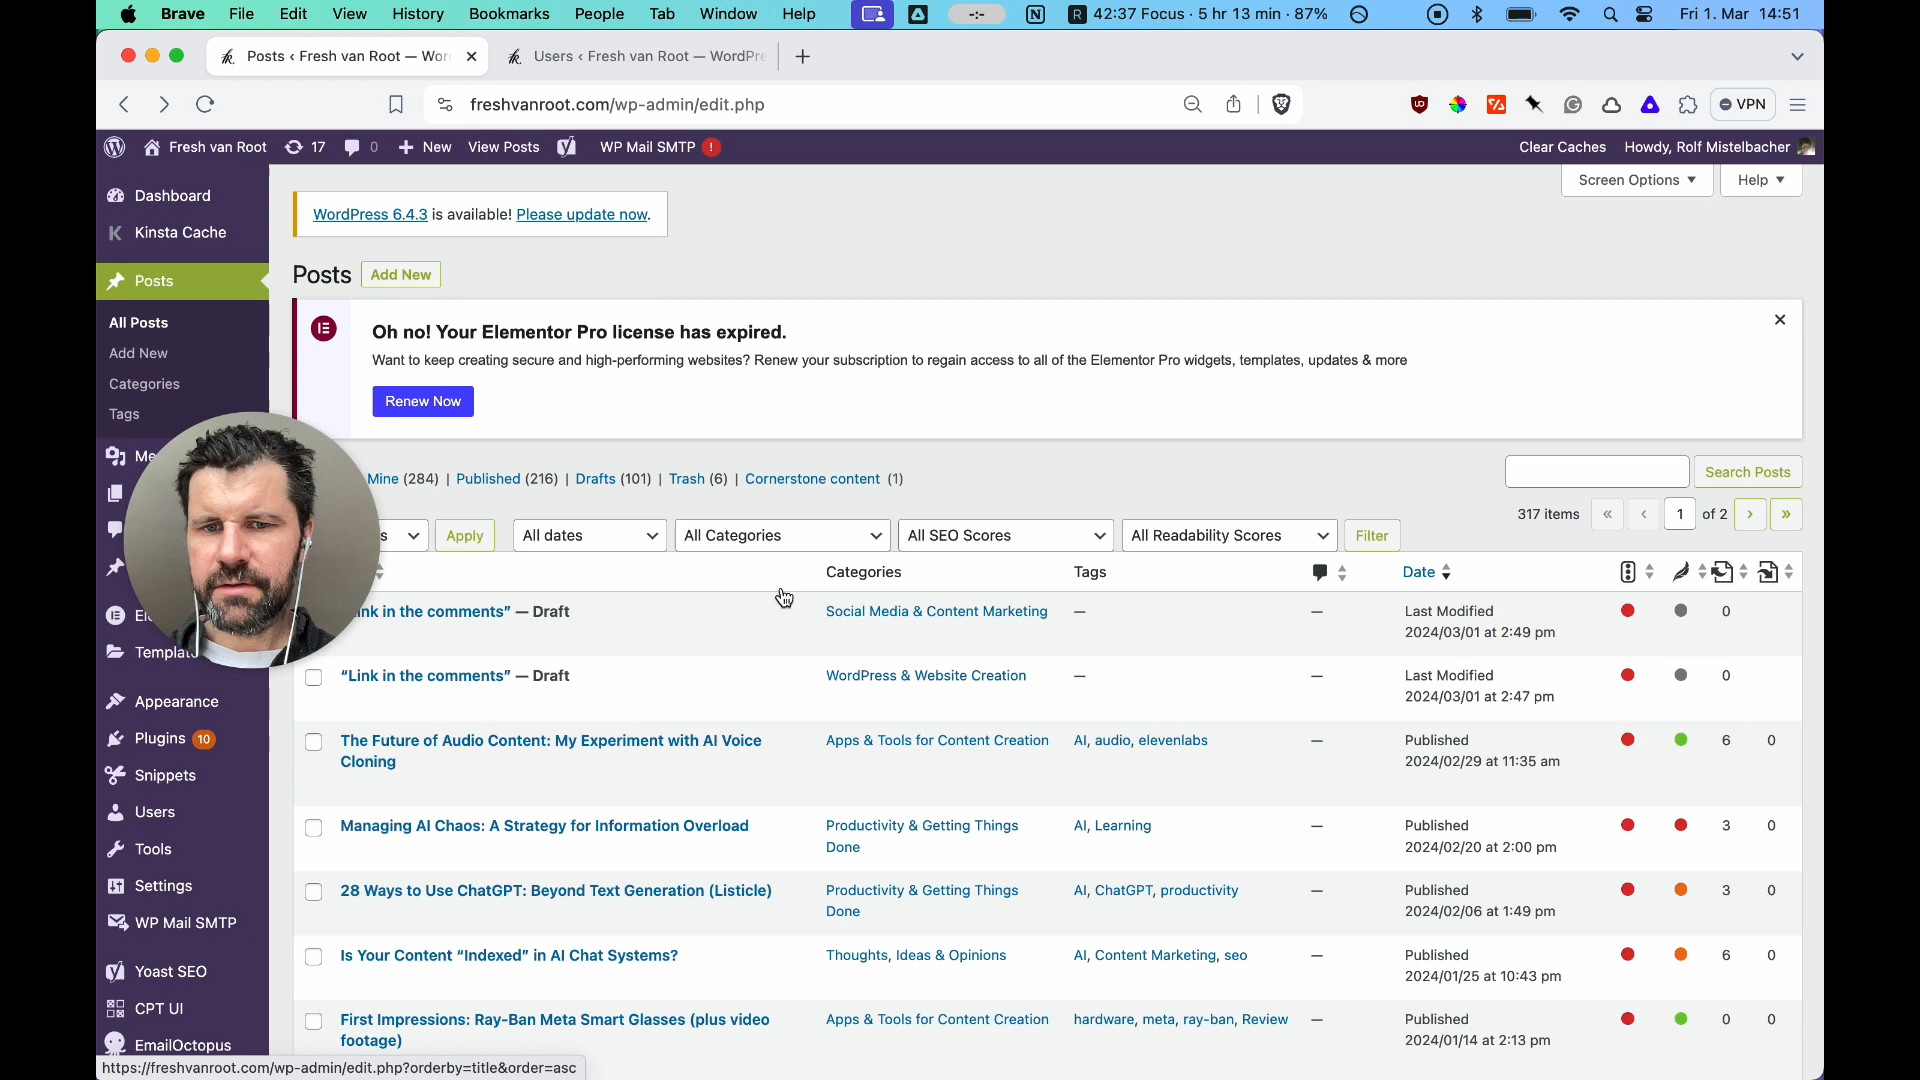 Brave File Edit View History Bookmarks People Tab Window Help 42:37 Focus · 5 hr 13 min · 87% Fri 1. Mar 14:51
Posts ‹ Fresh van Root — Wor
Users ‹ Fresh van Root — WordPre
freshvanroot.com/wp-admin/edit.php
VPN
Fresh van Root 17 0 New View Posts WP Mail SMTP ! Clear Caches Howdy, Rolf Mistelbacher
Screen Options
Help
Dashboard
Kinsta Cache
Posts
All Posts
Add New
Categories
Tags
Me
Ele
Templat
Appearance
Plugins 10
Snippets
Users
Tools
Settings
WP Mail SMTP
Yoast SEO
CPT UI
EmailOctopus
WordPress 6.4.3 is available! Please update now.
Posts Add New
Oh no! Your Elementor Pro license has expired.
Want to keep creating secure and high-performing websites? Renew your subscription to regain access to all of the Elementor Pro widgets, templates, updates & more
Renew Now
Mine (284) | Published (216) | Drafts (101) | Trash (6) | Cornerstone content (1)
Search Posts
317 items « ‹ 1 of 2 › »
s Apply All dates All Categories All SEO Scores All Readability Scores Filter
Categories Tags Date
ink in the comments” — Draft Social Media & Content Marketing — — Last Modified 0
2024/03/01 at 2:49 pm
“Link in the comments” — Draft WordPress & Website Creation — — Last Modified 0
2024/03/01 at 2:47 pm
The Future of Audio Content: My Experiment with AI Voice Apps & Tools for Content Creation AI, audio, elevenlabs — Published 6 0
Cloning 2024/02/29 at 11:35 am
Managing AI Chaos: A Strategy for Information Overload Productivity & Getting Things AI, Learning — Published 3 0
Done 2024/02/20 at 2:00 pm
28 Ways to Use ChatGPT: Beyond Text Generation (Listicle) Productivity & Getting Things AI, ChatGPT, productivity — Published 3 0
Done 2024/02/06 at 1:49 pm
Is Your Content “Indexed” in AI Chat Systems? Thoughts, Ideas & Opinions AI, Content Marketing, seo — Published 6 0
2024/01/25 at 10:43 pm
First Impressions: Ray-Ban Meta Smart Glasses (plus video Apps & Tools for Content Creation hardware, meta, ray-ban, Review — Published 0 0
footage) 2024/01/14 at 2:13 pm
https://freshvanroot.com/wp-admin/edit.php?orderby=title&order=asc